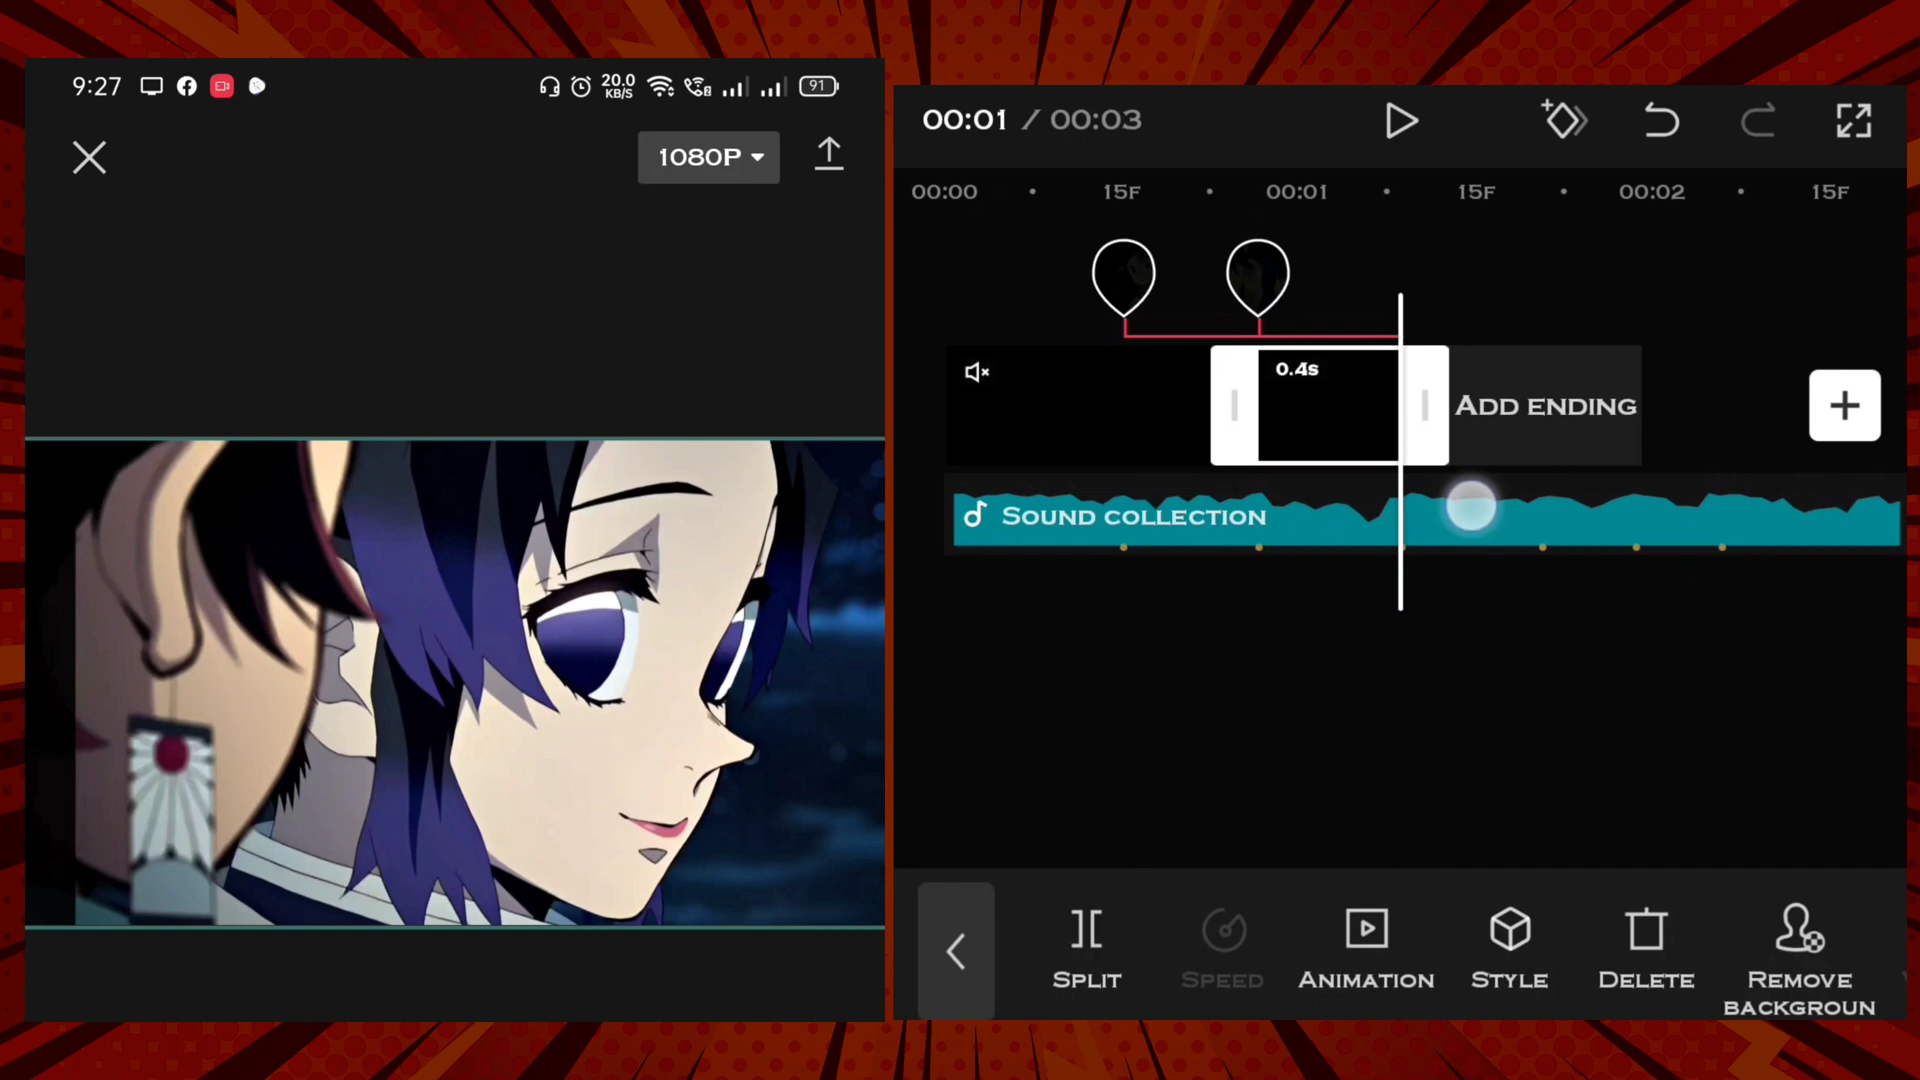 9:27
20.0
KB/S
91
1080P
00:01 / 00:03
00:00 15F 00:01 15F 00:02 15F
0.4s
ADD ENDING
SOUND COLLECTION
SPLIT
SPEED
ANIMATION
STYLE
DELETE
REMOVE
BACKGROUN